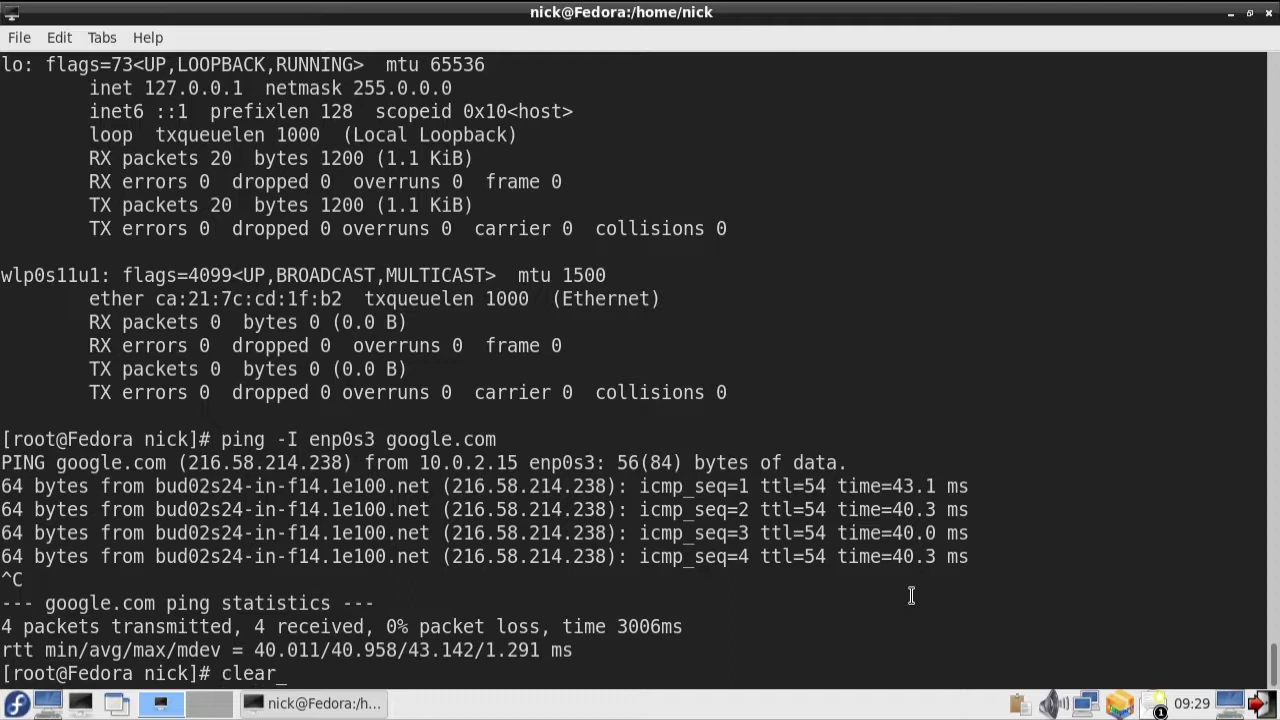 nick@Fedora:/home/nick
File Edit Tabs Help
lo: flags=73<UP,LOOPBACK,RUNNING>  mtu 65536
        inet 127.0.0.1  netmask 255.0.0.0
        inet6 ::1  prefixlen 128  scopeid 0x10<host>
        loop  txqueuelen 1000  (Local Loopback)
        RX packets 20  bytes 1200 (1.1 KiB)
        RX errors 0  dropped 0  overruns 0  frame 0
        TX packets 20  bytes 1200 (1.1 KiB)
        TX errors 0  dropped 0 overruns 0  carrier 0  collisions 0
wlp0s11u1: flags=4099<UP,BROADCAST,MULTICAST>  mtu 1500
        ether ca:21:7c:cd:1f:b2  txqueuelen 1000  (Ethernet)
        RX packets 0  bytes 0 (0.0 B)
        RX errors 0  dropped 0  overruns 0  frame 0
        TX packets 0  bytes 0 (0.0 B)
        TX errors 0  dropped 0 overruns 0  carrier 0  collisions 0
[root@Fedora nick]# ping -I enp0s3 google.com
PING google.com (216.58.214.238) from 10.0.2.15 enp0s3: 56(84) bytes of data.
64 bytes from bud02s24-in-f14.1e100.net (216.58.214.238): icmp_seq=1 ttl=54 time=43.1 ms
64 bytes from bud02s24-in-f14.1e100.net (216.58.214.238): icmp_seq=2 ttl=54 time=40.3 ms
64 bytes from bud02s24-in-f14.1e100.net (216.58.214.238): icmp_seq=3 ttl=54 time=40.0 ms
64 bytes from bud02s24-in-f14.1e100.net (216.58.214.238): icmp_seq=4 ttl=54 time=40.3 ms
^C
--- google.com ping statistics ---
4 packets transmitted, 4 received, 0% packet loss, time 3006ms
rtt min/avg/max/mdev = 40.011/40.958/43.142/1.291 ms
[root@Fedora nick]# clear_
nick@Fedora:/h...
1
09:29